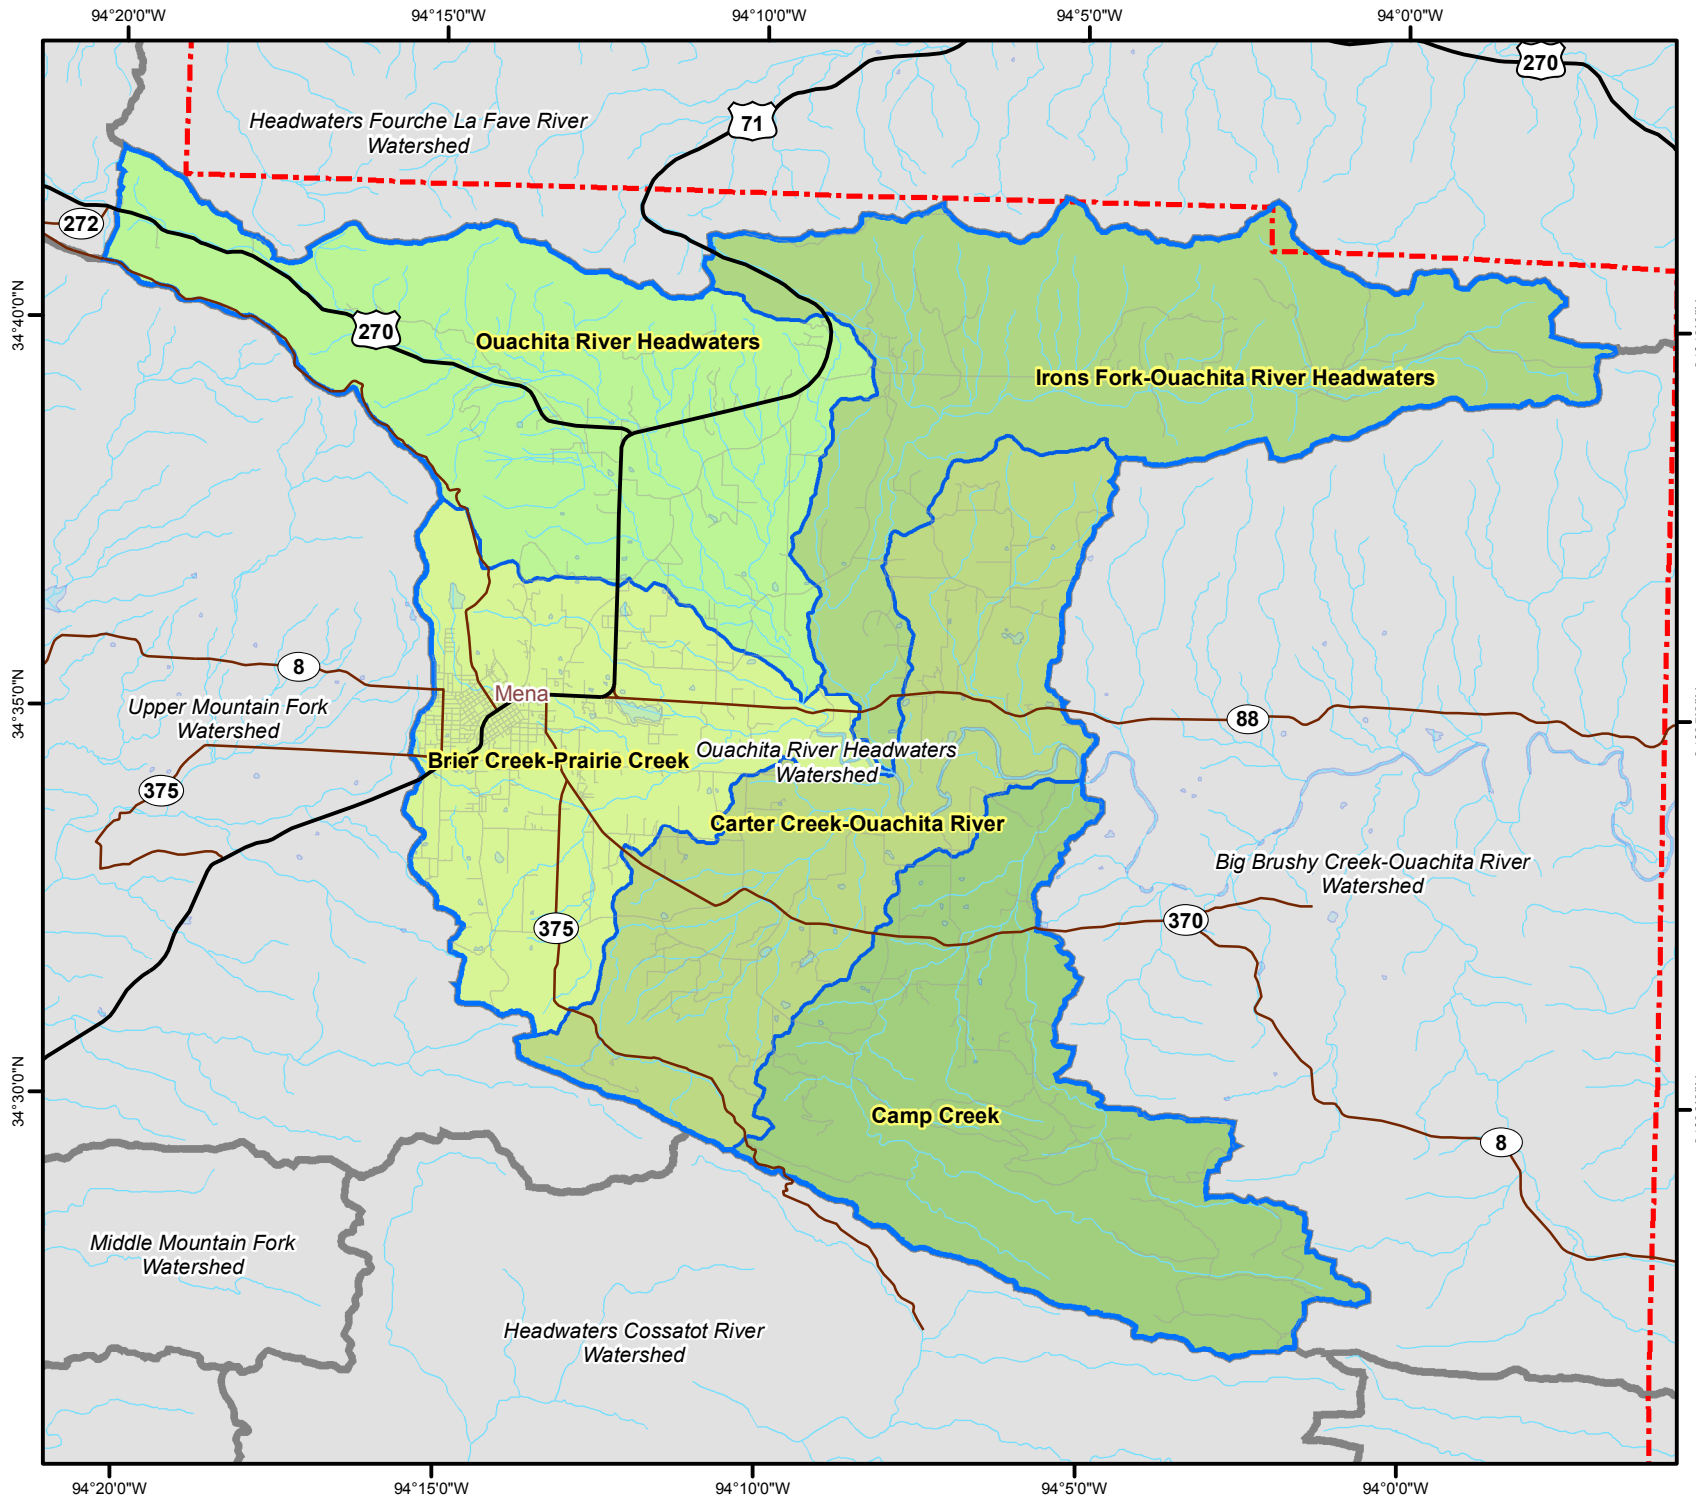 94°20'0"W
94°15'0"W
94°10'0"W
94°5'0"W
94°0'0"W
270
71
Headwaters Fourche La Fave River
Watershed
272
34°40'0"N
270
Ouachita River Headwaters
Irons Fork-Ouachita River Headwaters
8
Mena
34°35'0"N
Upper Mountain Fork
Watershed
88
Brier Creek-Prairie Creek
Ouachita River Headwaters
Watershed
375
Carter Creek-Ouachita River
Big Brushy Creek-Ouachita River
Watershed
375
370
34°30'0"N
Camp Creek
8
Middle Mountain Fork
Watershed
Headwaters Cossatot River
Watershed
94°20'0"W
94°15'0"W
94°10'0"W
94°5'0"W
94°0'0"W